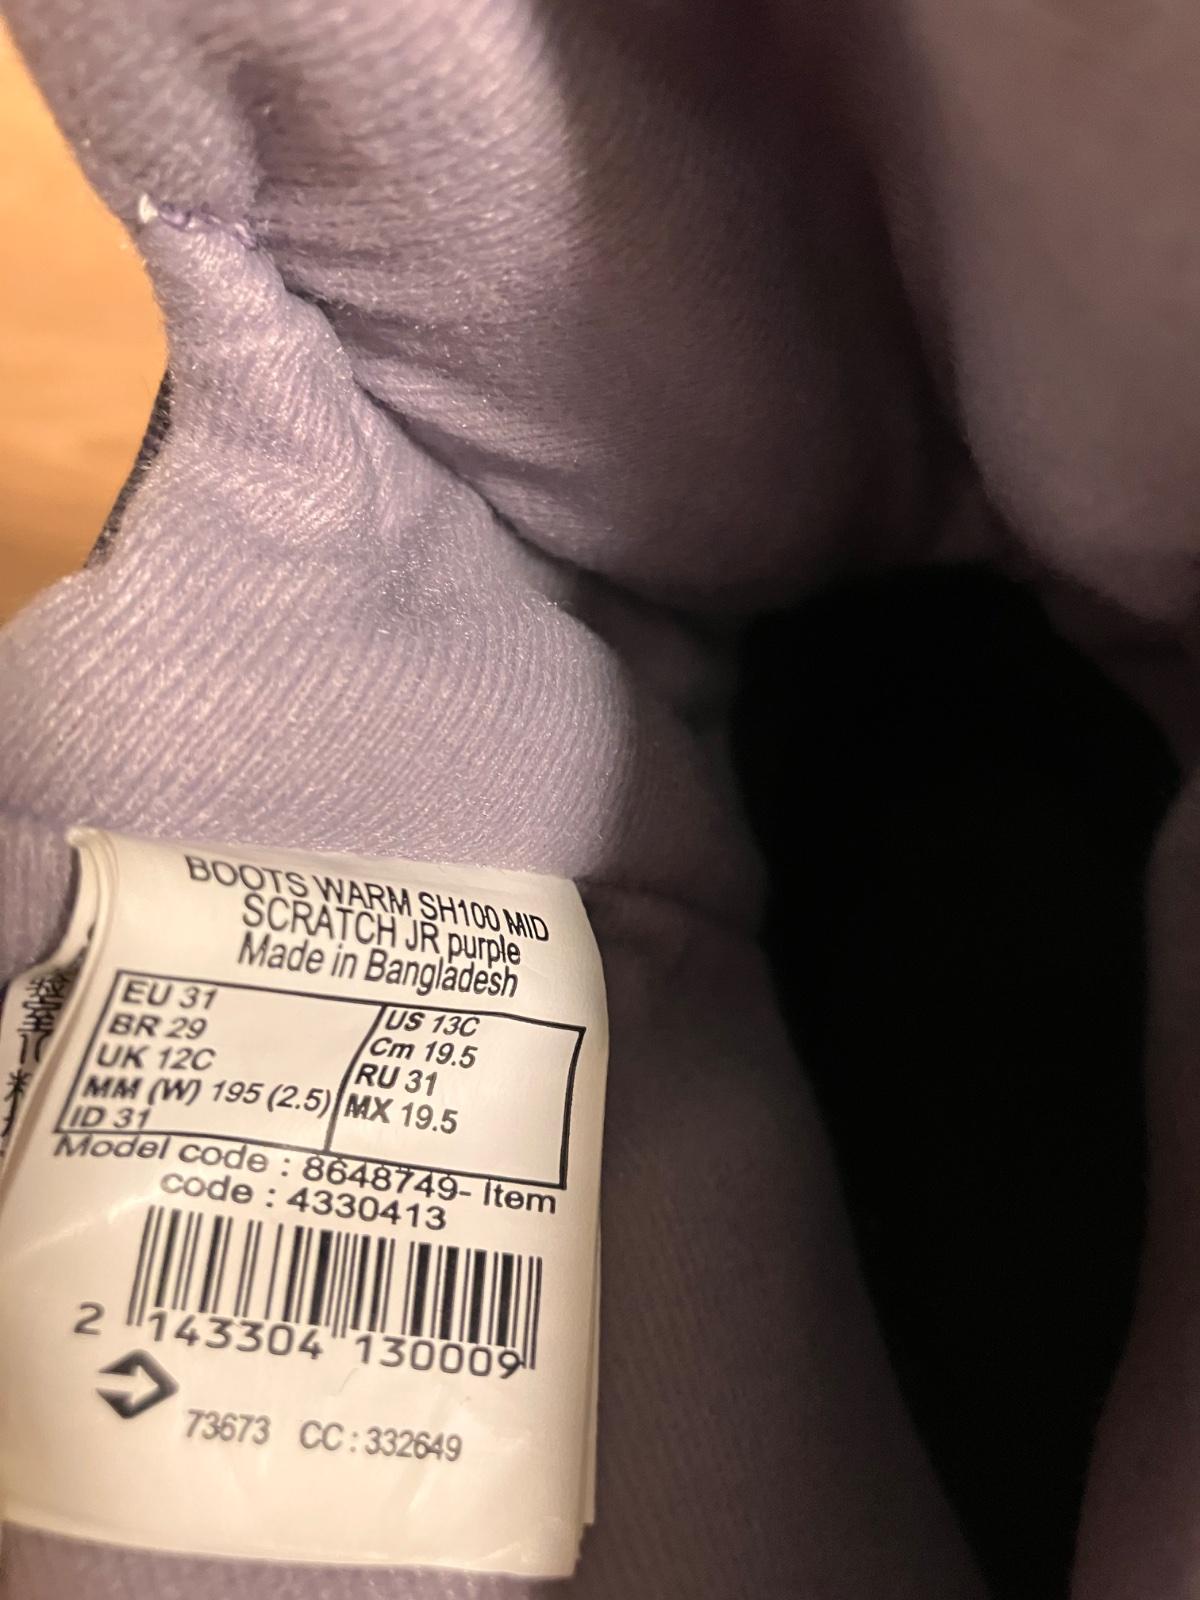 BOOTS WARM SH100 MID
SCRATCH JR purple
Made in Bangladesh
EU 31
BR 29
UK 12C
MM (W) 195 (2.5)
ID 31
US 13C
Cm 19.5
RU 31
MX 19.5
Model code : 8648749- Item
code : 4330413
2 143304 130009
73673 CC : 332649